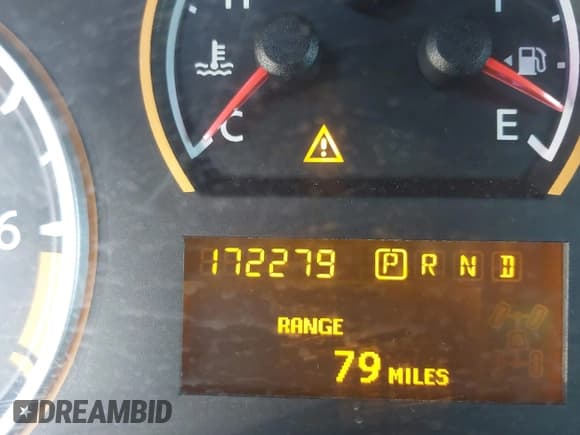 H F
C E
6
172279 P R N D
RANGE
79 MILES
DREAMBID